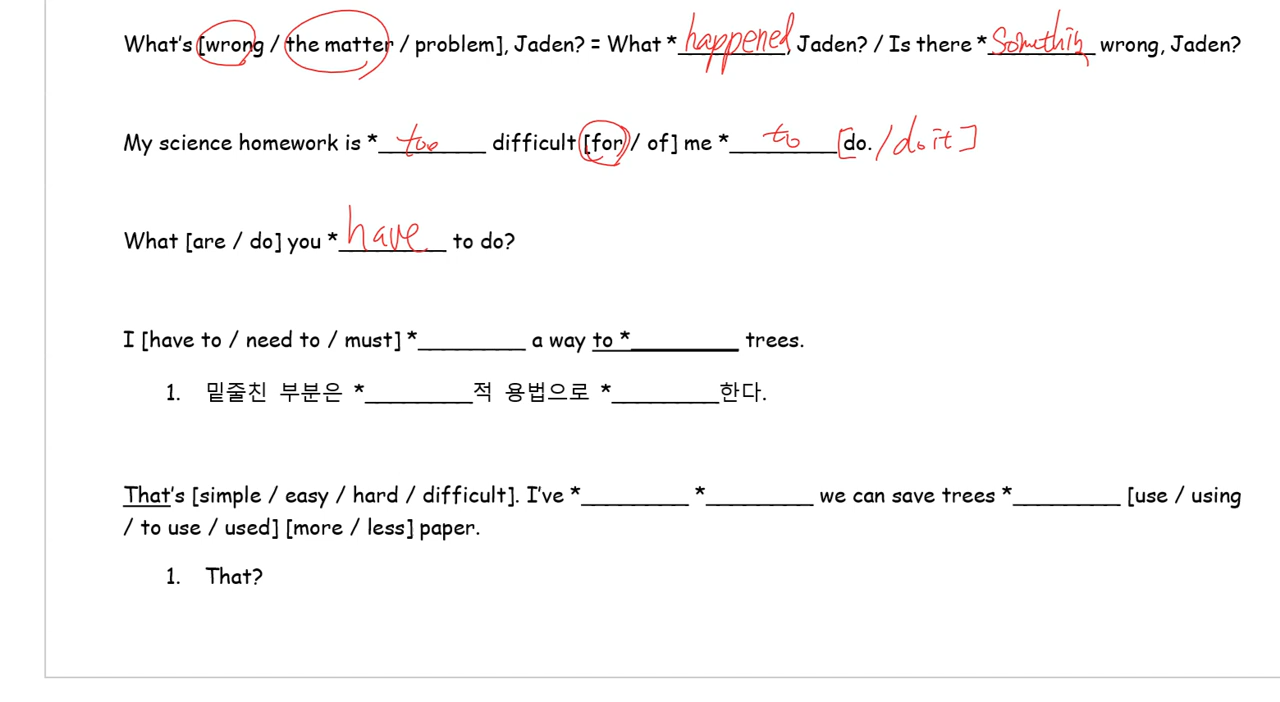 What's [wrong / the matter / problem], Jaden? = What *happened, Jaden? / Is there *somethin wrong, Jaden?
My science homework is *too difficult [for / of] me *to [do. / do it]
What [are / do] you *have to do?
I [have to / need to / must] *________ a way to *________ trees.
1. 밑줄친 부분은 *________적 용법으로 *________한다.
That's [simple / easy / hard / difficult]. I've *________ *________ we can save trees *________ [use / using
/ to use / used] [more / less] paper.
1. That?